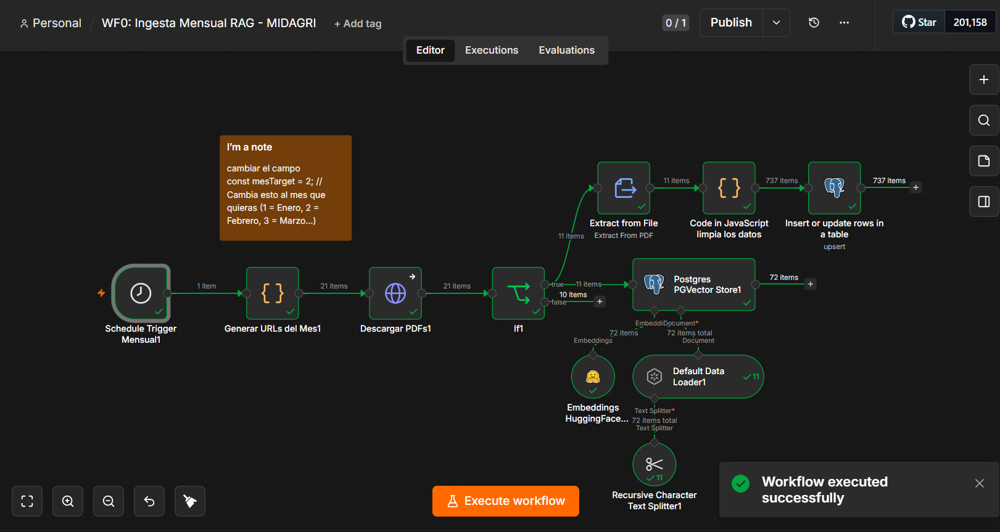 Personal / WF0: Ingesta Mensual RAG - MIDAGRI + Add tag
0 / 1 Publish
Star 201,158
Editor Executions Evaluations
I'm a note
cambiar el campo
const mesTarget = 2; //
Cambia esto al mes que
quieras (1 = Enero, 2 =
Febrero, 3 = Marzo...)
11 items
737 items
737 items
Extract from File
Extract From PDF
Code in JavaScript
limpia los datos
Insert or update rows in
a table
upsert
11 items
1 item
21 items
21 items
true
11 items
10 items
false
Postgres
PGVector Store1
72 items
Schedule Trigger
Mensual1
Generar URLs del Mes1
Descargar PDFs1
If1
Embeddi
Document*
72 items
72 items total
Embeddings
Document
Default Data
Loader1
11
Embeddings
HuggingFace...
Text Splitter*
72 items total
Text Splitter
11
Recursive Character
Text Splitter1
Execute workflow
Workflow executed
successfully